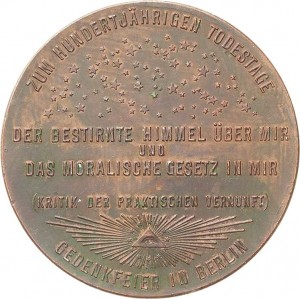 ZUM HUNDERTJÄHRIGEN TODESTAGE
DER BESTIRNTE HIMMEL ÜBER MIR
UND
DAS MORALISCHE GESETZ IN MIR
(KRITIK DER PRAKTISCHEN VERNUNFT)
GEDENKFEIER IN BERLIN